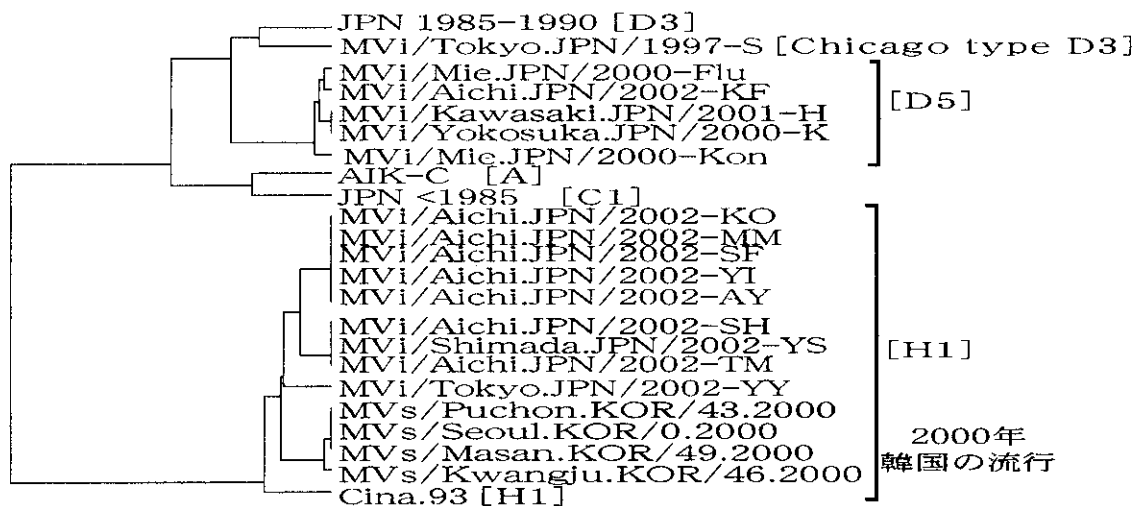 JPN 1985-1990 [D3]
MVi/Tokyo.JPN/1997-S [Chicago type D3]
MVi/Mie.JPN/2000-Flu
MVi/Aichi.JPN/2002-KF
[D5]
MVi/Kawasaki.JPN/2001-H
MVi/Yokosuka.JPN/2000-K
MVi/Mie.JPN/2000-Kon
AIK-C [A]
JPN <1985 [C1]
MVi/Aichi.JPN/2002-KO
MVi/Aichi.JPN/2002-MM
MVi/Aichi.JPN/2002-SF
MVi/Aichi.JPN/2002-YI
MVi/Aichi.JPN/2002-AY
MVi/Aichi.JPN/2002-SH
MVi/Shimada.JPN/2002-YS
[H1]
MVi/Aichi.JPN/2002-TM
MVi/Tokyo.JPN/2002-YY
MVs/Puchon.KOR/43.2000
MVs/Seoul.KOR/0.2000
2000年
MVs/Masan.KOR/49.2000
韓国の流行
MVs/Kwangju.KOR/46.2000
Cina.93 [H1]